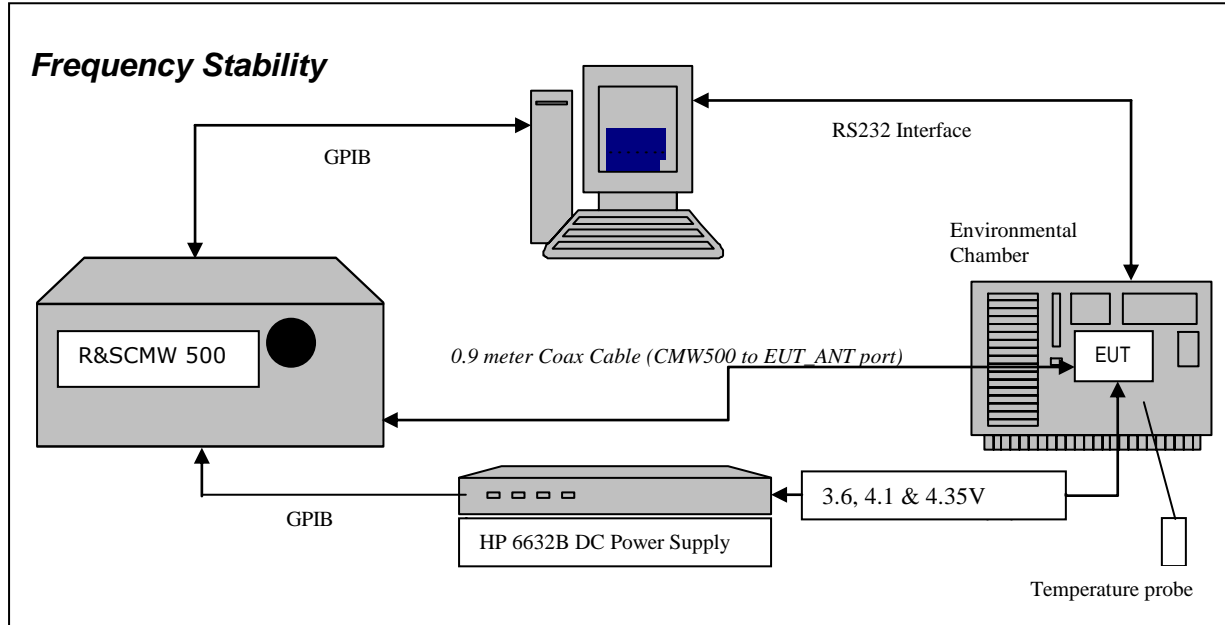 Frequency Stability
RS232 Interface
GPIB
Environmental
Chamber
R&SCMW 500
0.9 meter Coax Cable (CMW500 to EUT_ANT port)
EUT
3.6, 4.1 & 4.35V
GPIB
HP 6632B DC Power Supply
Temperature probe